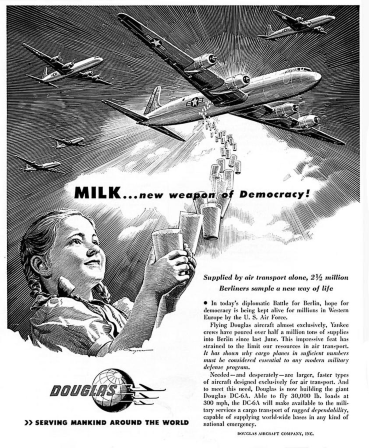 MILK...new weapon of Democracy!
Supplied by air transport alone, 2½ million
Berliners sample a new way of life
● In today's diplomatic Battle for Berlin, hope for
democracy is being kept alive for millions in Western
Europe by the U. S. Air Force.
Flying Douglas aircraft almost exclusively, Yankee
crews have poured over half a million tons of supplies
into Berlin since last June. This impressive feat has
strained to the limit our resources in air transport.
It has shown why cargo planes in sufficient numbers
must be considered essential to any modern military
defense program.
Needed—and desperately—are larger, faster types
of aircraft designed exclusively for air transport. And
to meet this need, Douglas is now building the giant
Douglas DC-6A. Able to fly 30,000 lb. loads at
300 mph, the DC-6A will make available to the mili-
tary services a cargo transport of rugged dependability,
capable of supplying world-wide bases in any kind of
national emergency.
DOUGLAS AIRCRAFT COMPANY, INC.
DOUGLAS
>> SERVING MANKIND AROUND THE WORLD